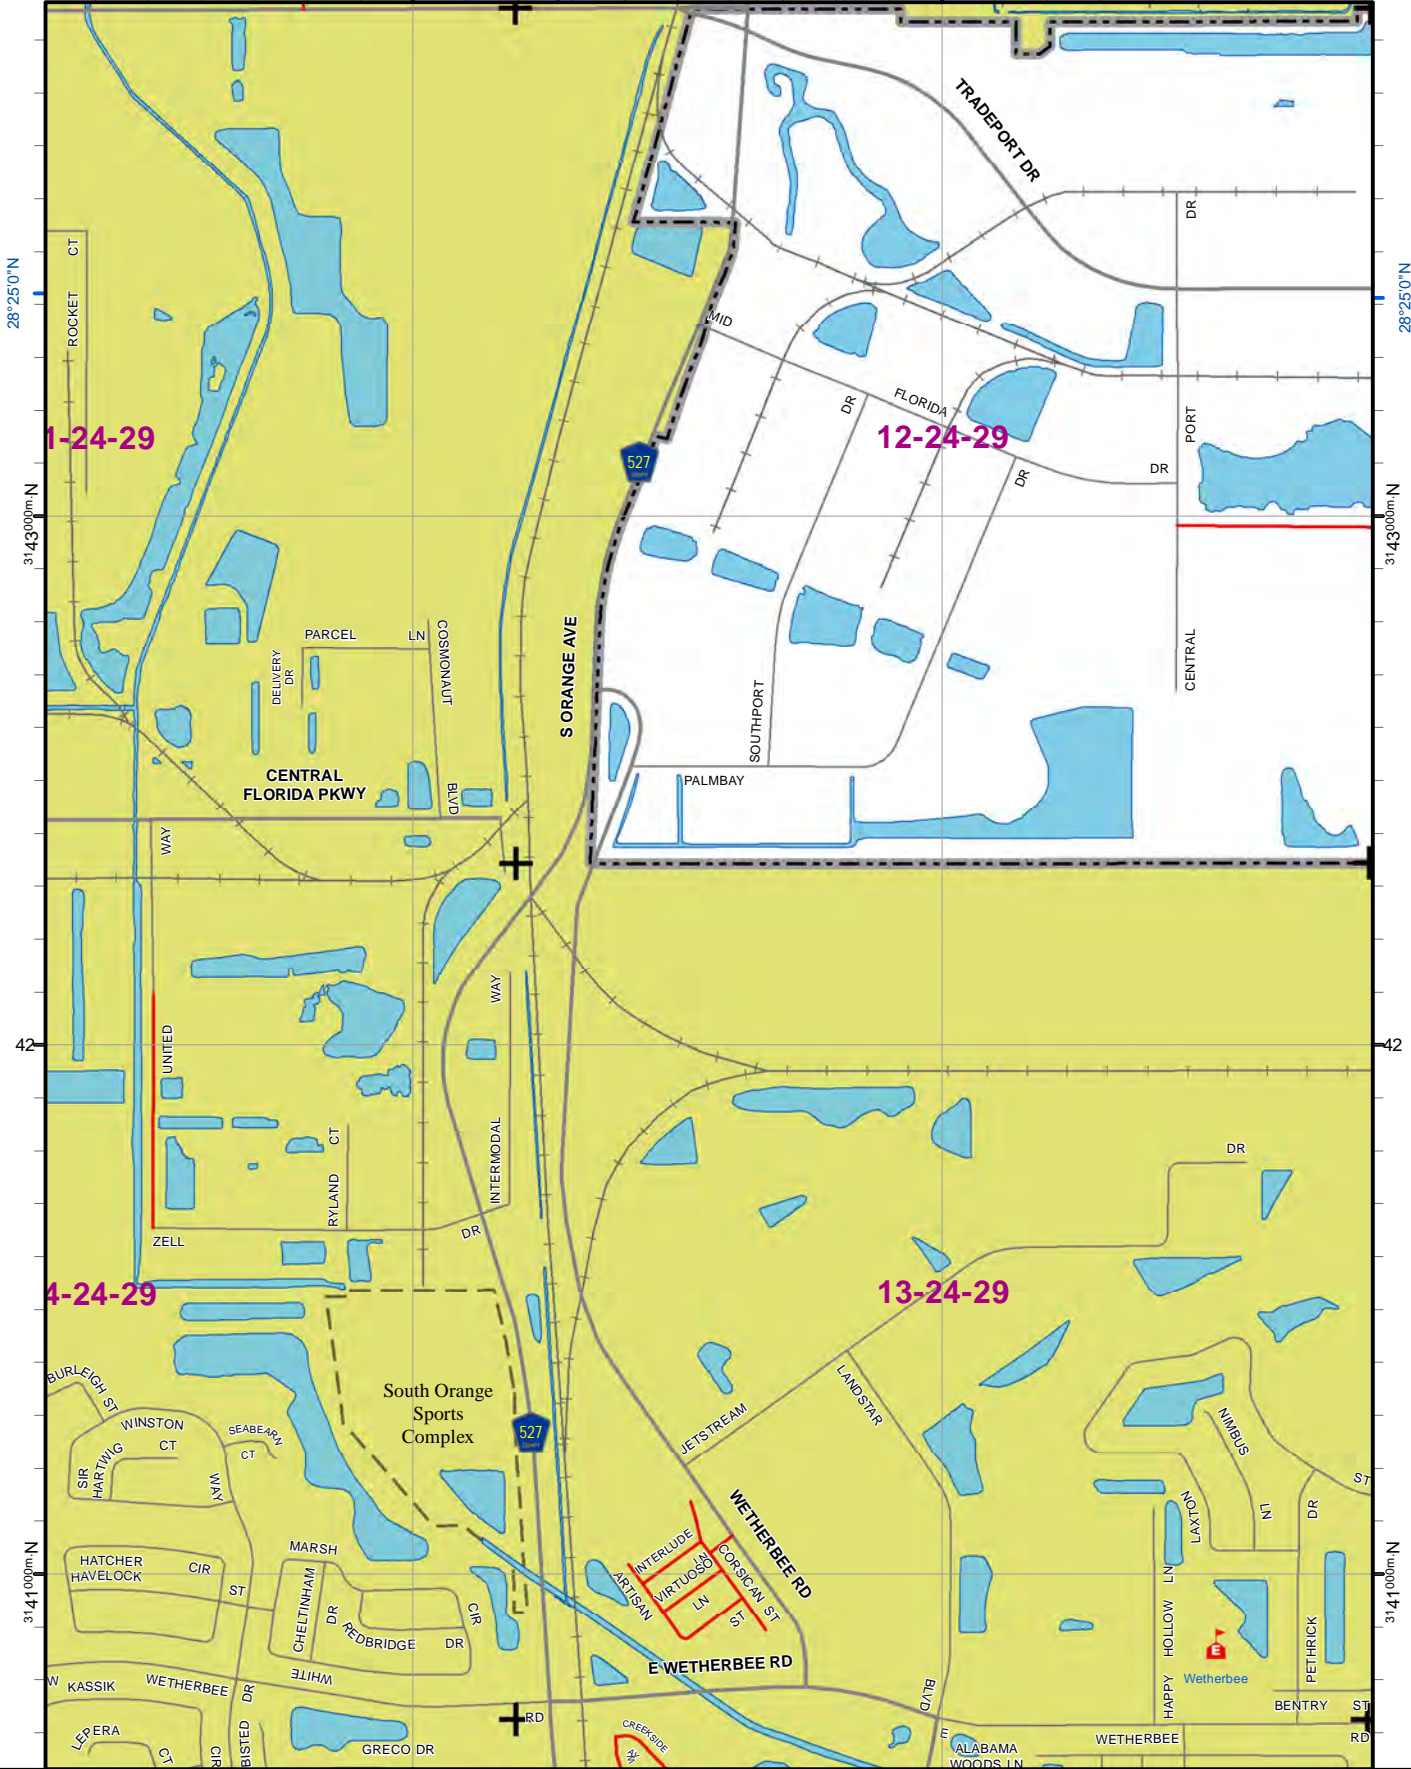 TRADEPORT DR
DR
CT
ROCKET
28°25'0"N
28°25'0"N
MID
FLORIDA
DR
DR
DR
PORT
1-24-29
12-24-29
527
3143000m.N
3143000m.N
PARCEL LN
COSMONAUT
DELIVERY
DR
S ORANGE AVE
SOUTHPORT
CENTRAL
PALMBAY
CENTRAL
FLORIDA PKWY
BLVD
WAY
WAY
42
42
UNITED
INTERMODAL
CT
RYLAND
DR
DR
ZELL
4-24-29
13-24-29
South Orange
Sports
Complex
527
LANDSTAR
JETSTREAM
BURLEIGH ST
WINSTON
SEABEARN
CT
CT
SIR
HARTWIG
WAY
NIMBUS
ST
LN
DR
LAXTON
WETHERBEE RD
MARSH
INTERLUDE
LN
VIRTUOSO
CORSICAN ST
ARTISAN
LN
ST
HATCHER
HAVELOCK
CIR
ST
CHELTINHAM
DR
REDBRIDGE
DR
CIR
3141000m.N
3141000m.N
HAPPY HOLLOW LN
PETHRICK
E
Wetherbee
E WETHERBEE RD
WHITE
W
KASSIK
WETHERBEE
DR
RD
BLVD
BENTRY ST
E
WETHERBEE
RD
LEPERA
CT
CIR
BISTED
GRECO DR
CREEKSIDE
ALABAMA
WOODS LN